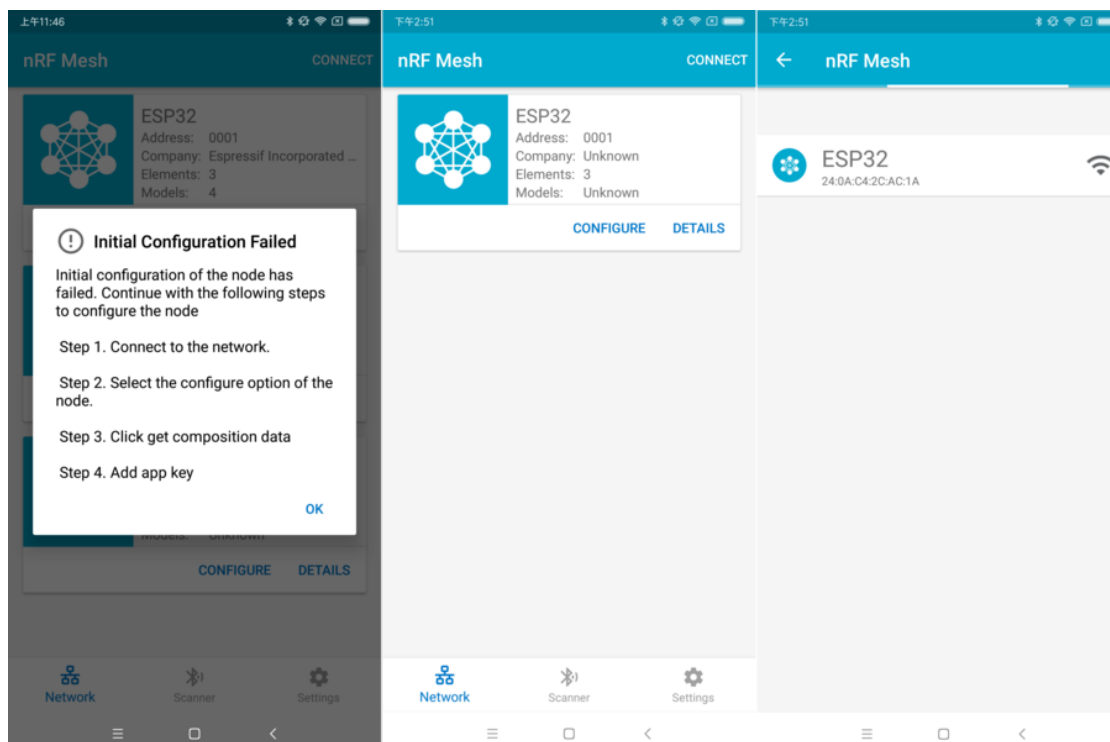 上午11:46
nRF Mesh CONNECT
ESP32
Address: 0001
Company: Espressif Incorporated ...
Elements: 3
Models: 4
Initial Configuration Failed
Initial configuration of the node has
failed. Continue with the following steps
to configure the node
Step 1. Connect to the network.
Step 2. Select the configure option of the
node.
Step 3. Click get composition data
Step 4. Add app key
OK
Models: Unknown
CONFIGURE DETAILS
Network Scanner Settings
下午2:51
nRF Mesh CONNECT
ESP32
Address: 0001
Company: Unknown
Elements: 3
Models: Unknown
CONFIGURE DETAILS
Network Scanner Settings
下午2:51
nRF Mesh
ESP32
24:0A:C4:2C:AC:1A